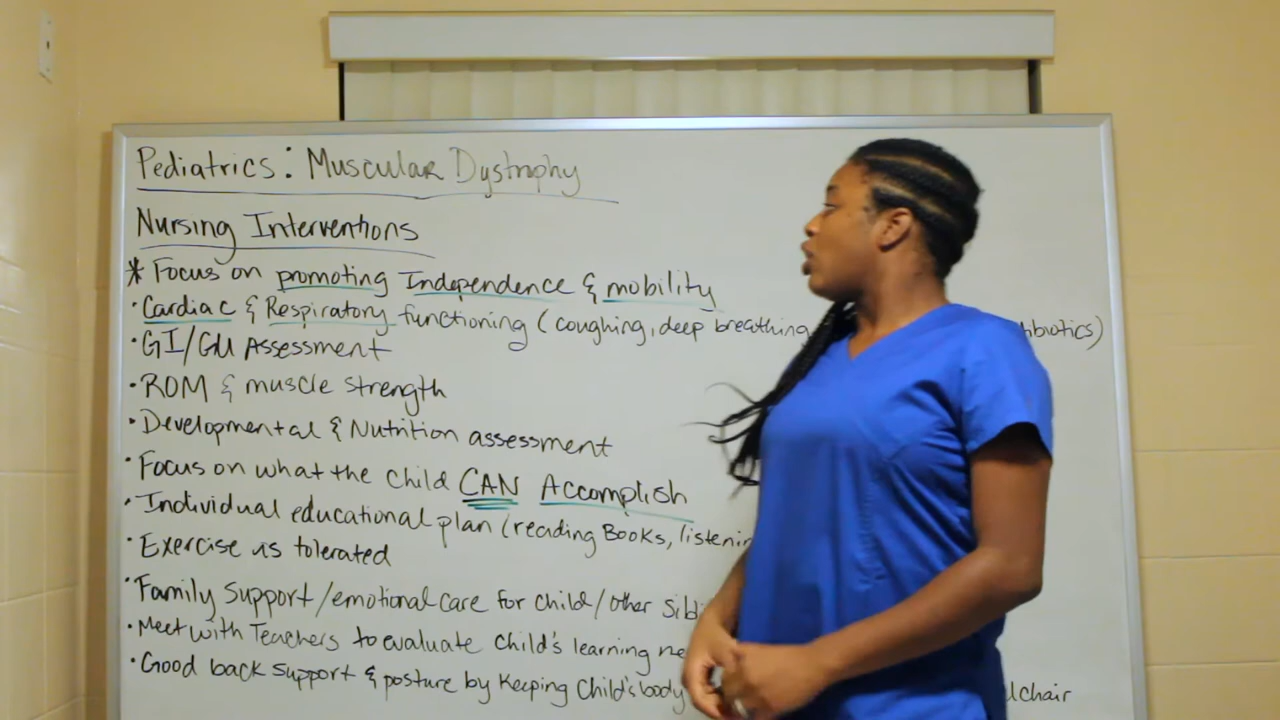 Pediatrics: Muscular Dystrophy
Nursing Interventions
* Focus on promoting Independence & mobility
• Cardiac & Respiratory functioning (coughing, deep breathing
• GI/GU Assessment
• ROM & muscle strength
• Developmental & Nutrition assessment
• Focus on what the child CAN Accomplish
• Individual educational plan (reading Books,
• Exercise as tolerated
• Family Support/emotional care for child/other
• Meet with Teachers to evaluate child's learning
• Good back support & posture by keeping child's body